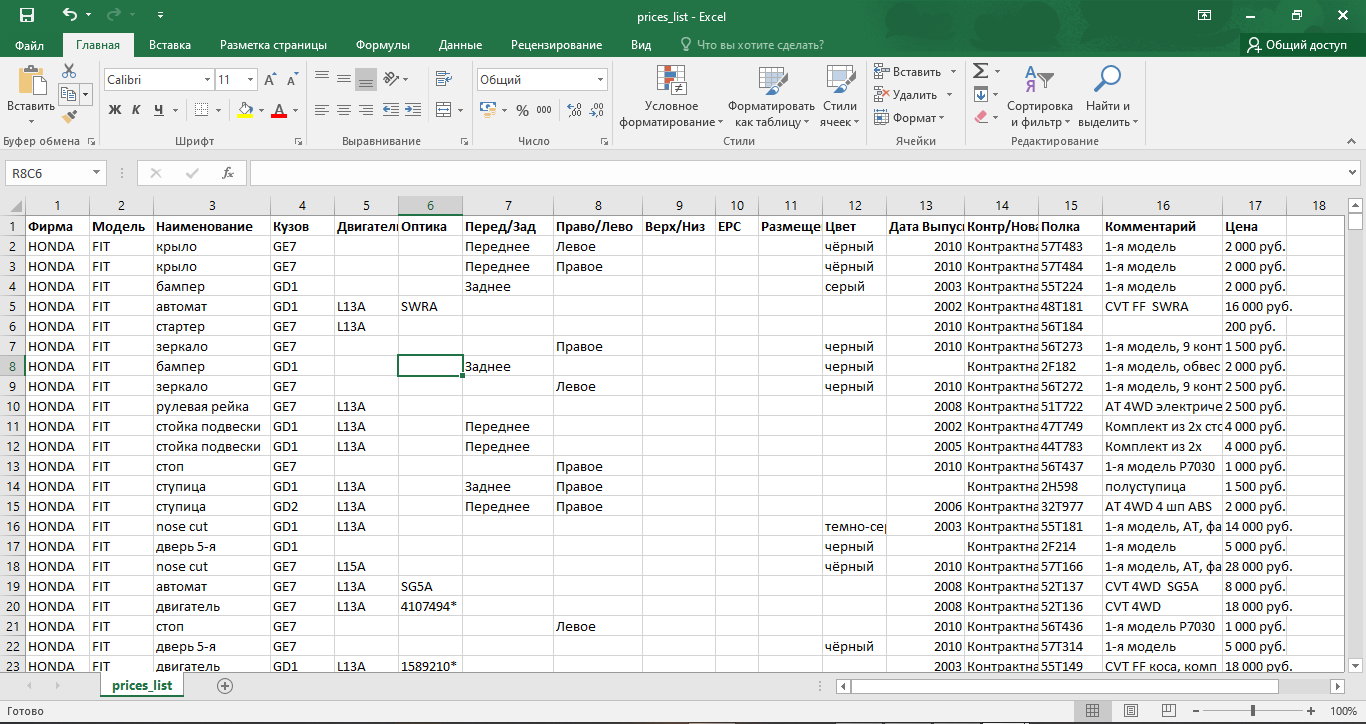 prices_list - Excel
Файл Главная Вставка Разметка страницы Формулы Данные Рецензирование Вид Что вы хотите сделать? Общий доступ
Вставить Calibri 11 Общий Условное форматирование Форматировать как таблицу Стили ячеек Вставить Удалить Формат Сортировка и фильтр Найти и выделить
Ж К Ч % 000
Буфер обмена Шрифт Выравнивание Число Стили Ячейки Редактирование
R8C6 fx
1 2 3 4 5 6 7 8 9 10 11 12 13 14 15 16 17 18
1 Фирма Модель Наименование Кузов Двигатель Оптика Перед/Зад Право/Лево Верх/Низ EPC Размеще Цвет Дата Выпус Контр/Нова Полка Комментарий Цена
2 HONDA FIT крыло GE7 Переднее Левое чёрный 2010 Контрактна 57T483 1-я модель 2 000 руб.
3 HONDA FIT крыло GE7 Переднее Правое чёрный 2010 Контрактна 57T484 1-я модель 2 000 руб.
4 HONDA FIT бампер GD1 Заднее серый 2003 Контрактна 55T224 1-я модель 2 000 руб.
5 HONDA FIT автомат GD1 L13A SWRA 2002 Контрактна 48T181 CVT FF SWRA 16 000 руб.
6 HONDA FIT стартер GE7 L13A 2010 Контрактна 56T184 200 руб.
7 HONDA FIT зеркало GE7 Правое черный 2010 Контрактна 56T273 1-я модель, 9 конт 1 500 руб.
8 HONDA FIT бампер GD1 Заднее черный Контрактна 2F182 1-я модель, обвес 2 000 руб.
9 HONDA FIT зеркало GE7 Левое черный 2010 Контрактна 56T272 1-я модель, 9 конт 2 500 руб.
10 HONDA FIT рулевая рейка GE7 L13A 2008 Контрактна 51T722 AT 4WD электриче 2 500 руб.
11 HONDA FIT стойка подвески GD1 L13A Переднее 2002 Контрактна 47T749 Комплект из 2х сто 4 000 руб.
12 HONDA FIT стойка подвески GD1 L13A Переднее 2005 Контрактна 44T783 Комплект из 2х 4 000 руб.
13 HONDA FIT стоп GE7 Правое 2010 Контрактна 56T437 1-я модель P7030 1 000 руб.
14 HONDA FIT ступица GD1 L13A Заднее Правое Контрактна 2H598 полуступица 1 500 руб.
15 HONDA FIT ступица GD2 L13A Переднее Правое 2006 Контрактна 32T977 AT 4WD 4 шп ABS 2 000 руб.
16 HONDA FIT nose cut GD1 L13A темно-сер 2003 Контрактна 55T181 1-я модель, AT, фа 14 000 руб.
17 HONDA FIT дверь 5-я GD1 черный Контрактна 2F214 1-я модель 5 000 руб.
18 HONDA FIT nose cut GE7 L15A чёрный 2010 Контрактна 57T166 1-я модель, AT, фа 28 000 руб.
19 HONDA FIT автомат GE7 L13A SG5A 2008 Контрактна 52T137 CVT 4WD SG5A 8 000 руб.
20 HONDA FIT двигатель GE7 L13A 4107494* 2008 Контрактна 52T136 CVT 4WD 18 000 руб.
21 HONDA FIT стоп GE7 Левое 2010 Контрактна 56T436 1-я модель P7030 1 000 руб.
22 HONDA FIT дверь 5-я GE7 чёрный 2010 Контрактна 57T314 1-я модель 5 000 руб.
23 HONDA FIT двигатель GD1 L13A 1589210* 2003 Контрактна 55T149 CVT FF коса, комп 18 000 руб.
prices_list
Готово 100%